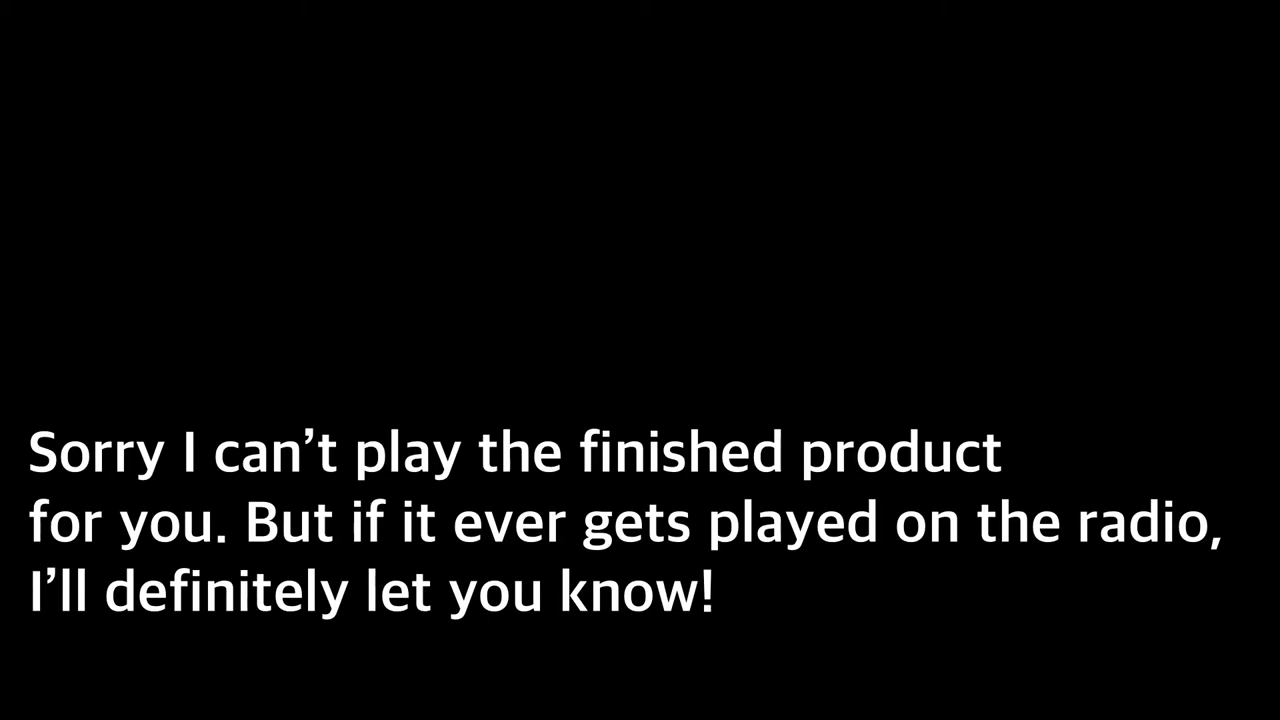 Sorry I can’t play the finished product
for you. But if it ever gets played on the radio,
I’ll definitely let you know!